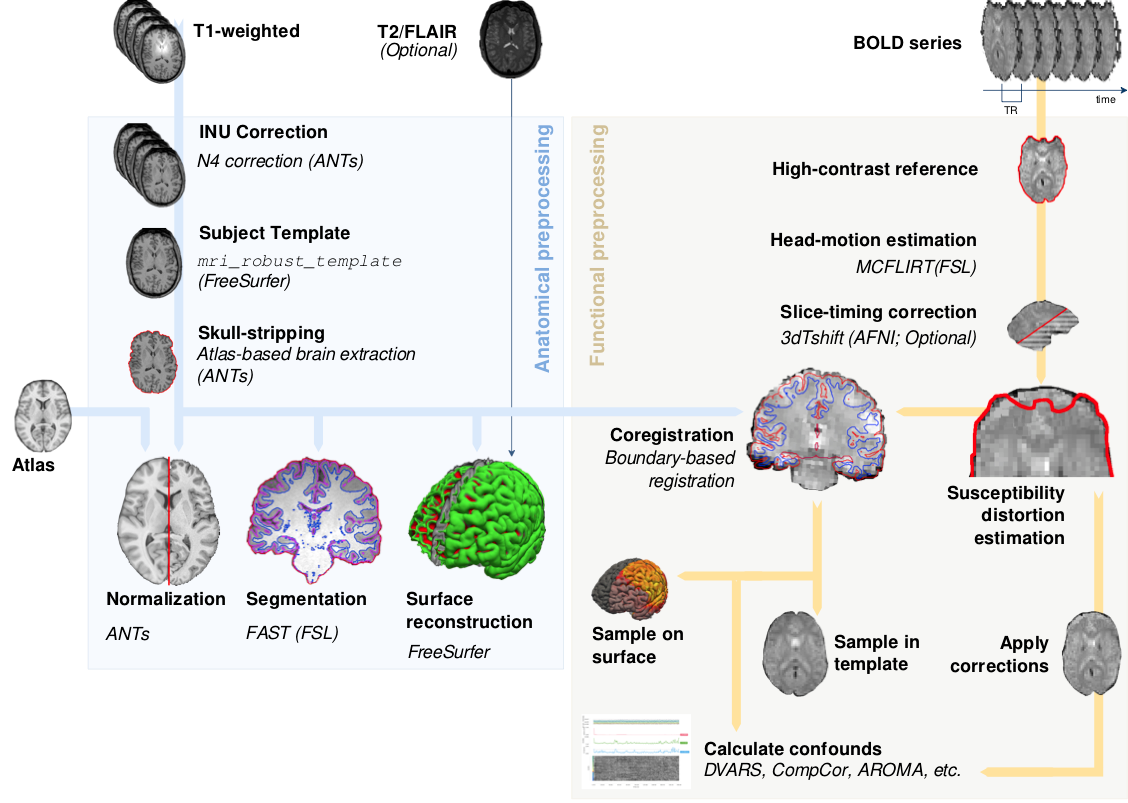 T1-weighted
T2/FLAIR
(Optional)
BOLD series
time
TR
INU Correction
N4 correction (ANTs)
Subject Template
mri_robust_template
(FreeSurfer)
Skull-stripping
Atlas-based brain extraction
(ANTs)
Anatomical preprocessing
Functional preprocessing
High-contrast reference
Head-motion estimation
MCFLIRT(FSL)
Slice-timing correction
3dTshift (AFNI; Optional)
Atlas
Coregistration
Boundary-based
registration
Susceptibility
distortion
estimation
Normalization
ANTs
Segmentation
FAST (FSL)
Surface
reconstruction
FreeSurfer
Sample on
surface
Sample in
template
Apply
corrections
Calculate confounds
DVARS, CompCor, AROMA, etc.